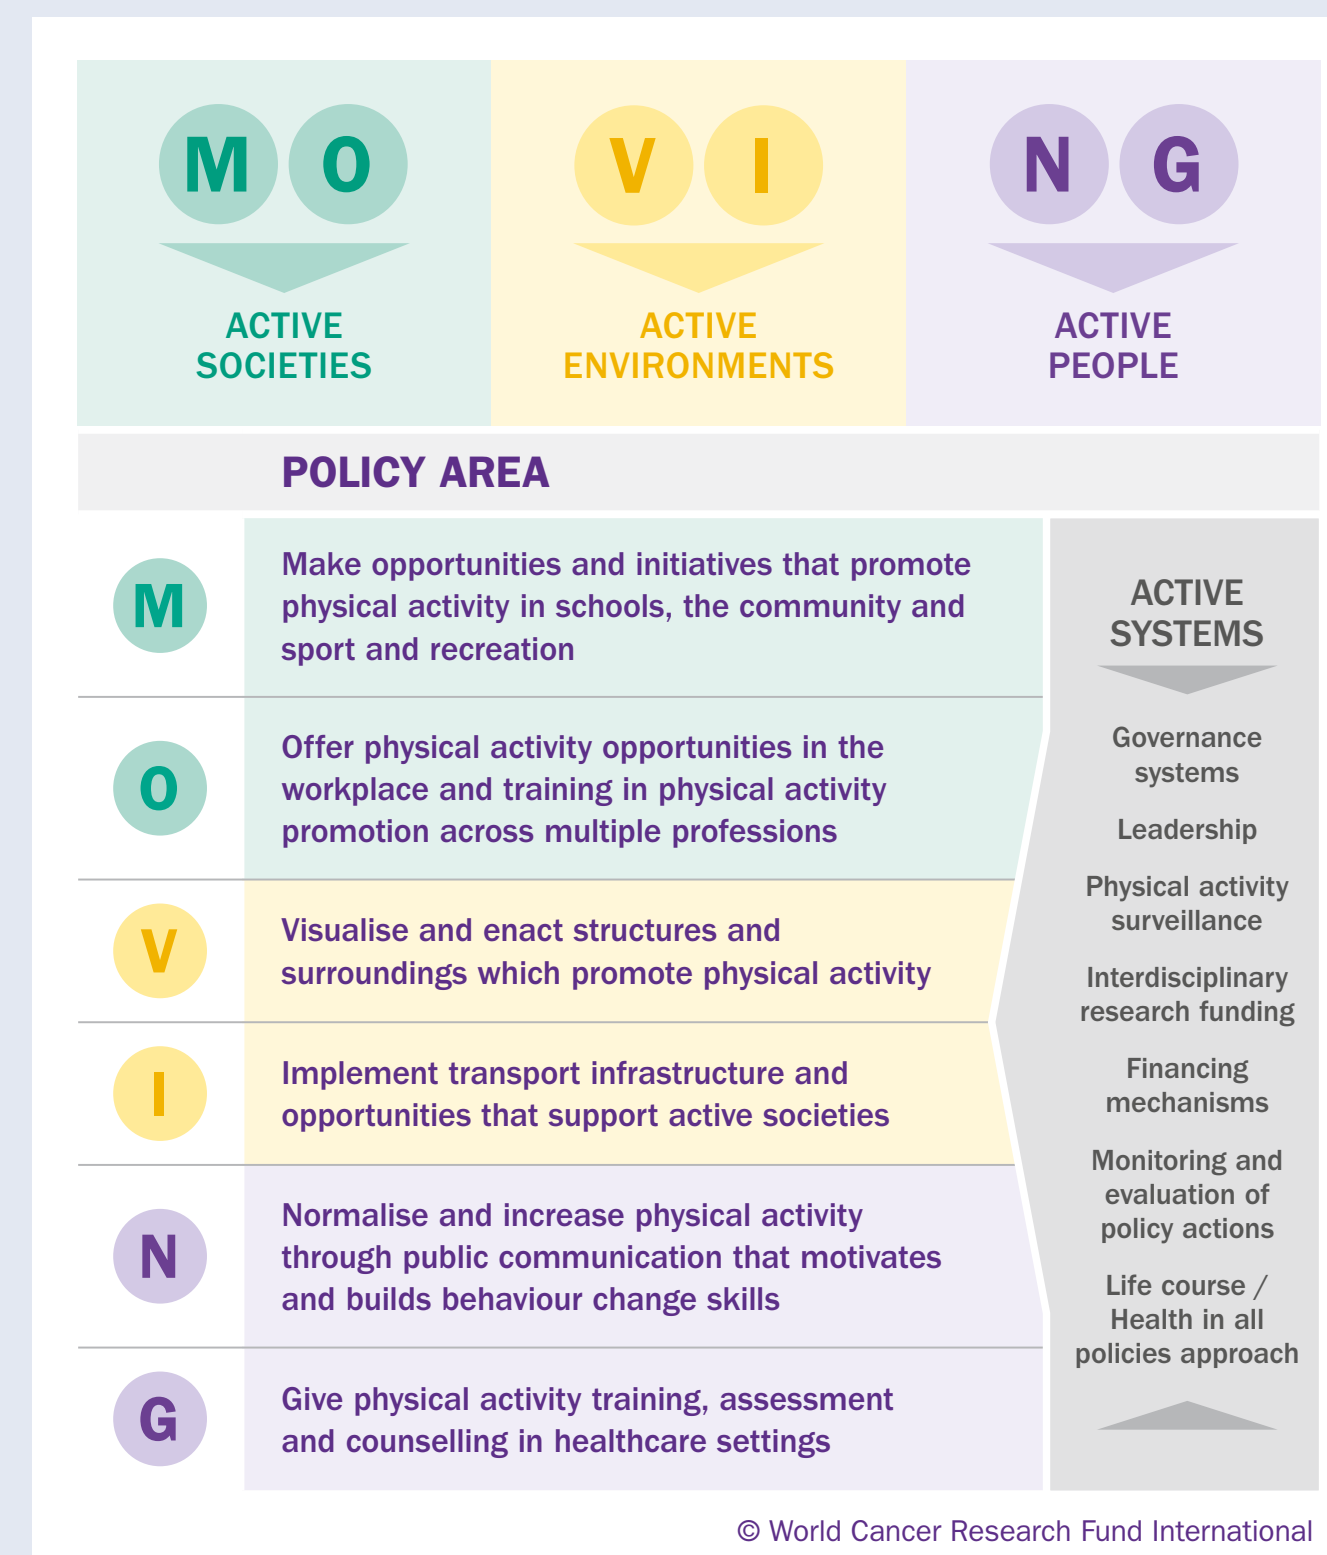 M O
V I
N G
ACTIVE
SOCIETIES
ACTIVE
ENVIRONMENTS
ACTIVE
PEOPLE
POLICY AREA
M
Make opportunities and initiatives that promote
physical activity in schools, the community and
sport and recreation
O
Offer physical activity opportunities in the
workplace and training in physical activity
promotion across multiple professions
V
Visualise and enact structures and
surroundings which promote physical activity
I
Implement transport infrastructure and
opportunities that support active societies
N
Normalise and increase physical activity
through public communication that motivates
and builds behaviour change skills
G
Give physical activity training, assessment
and counselling in healthcare settings
ACTIVE
SYSTEMS
Governance
systems
Leadership
Physical activity
surveillance
Interdisciplinary
research funding
Financing
mechanisms
Monitoring and
evaluation of
policy actions
Life course /
Health in all
policies approach
© World Cancer Research Fund International